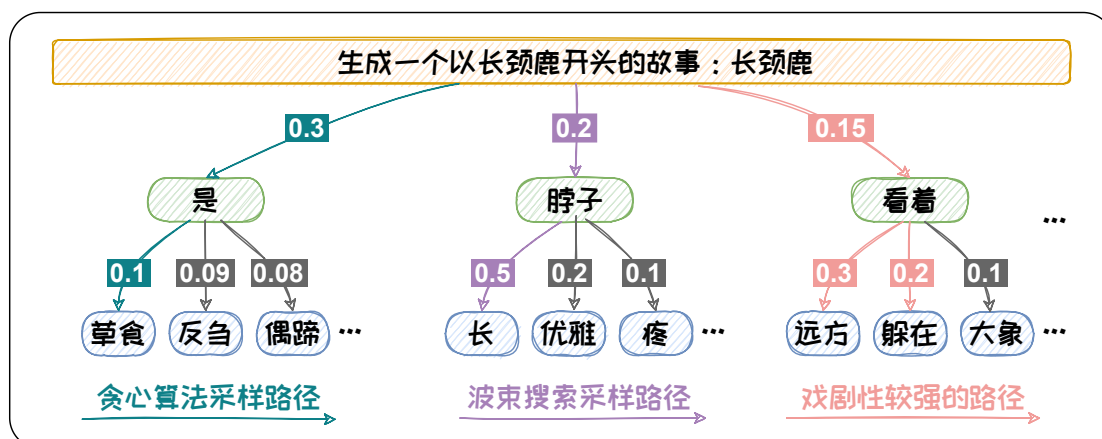 生成一个以长颈鹿开头的故事：长颈鹿
0.3 0.2 0.15
是 脖子 看着 ...
0.1 0.09 0.08 0.5 0.2 0.1 0.3 0.2 0.1
草食 反刍 偶蹄 ... 长 优雅 疼 ... 远方 躲在 大象 ...
贪心算法采样路径 波束搜索采样路径 戏剧性较强的路径